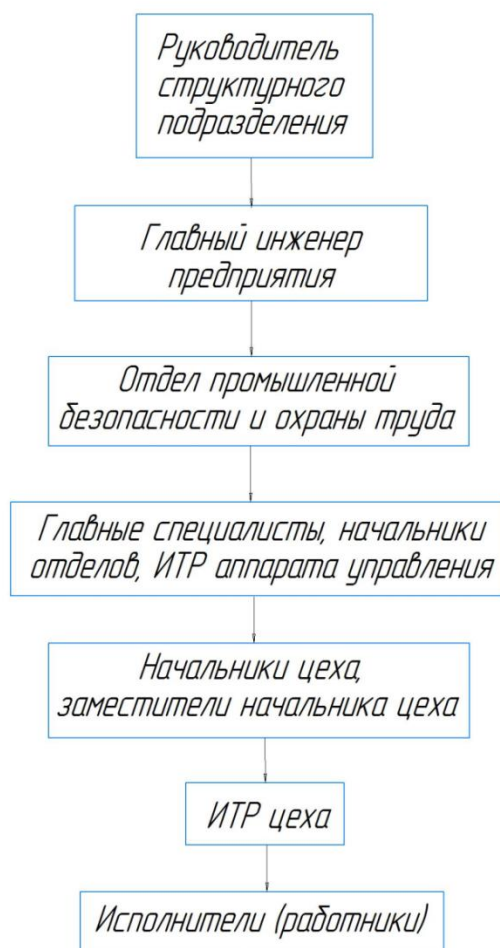 Руководитель
структурного
подразделения
Главный инженер
предприятия
Отдел промышленной
безопасности и охраны труда
Главные специалисты, начальники
отделов, ИТР аппарата управления
Начальники цеха,
заместители начальника цеха
ИТР цеха
Исполнители (работники)